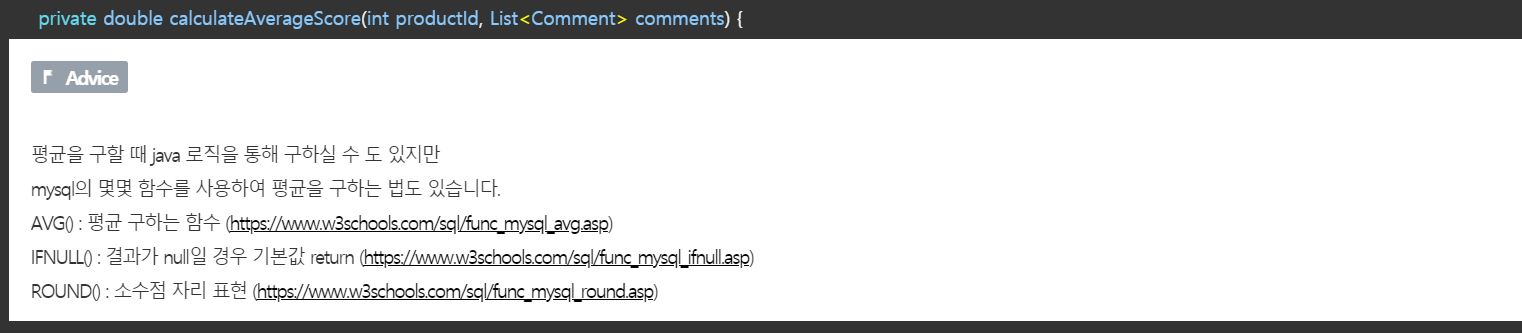 private double calculateAverageScore(int productId, List<Comment> comments) {
Advice
평균을 구할 때 java 로직을 통해 구하실 수 도 있지만
mysql의 몇몇 함수를 사용하여 평균을 구하는 법도 있습니다.
AVG() : 평균 구하는 함수 (https://www.w3schools.com/sql/func_mysql_avg.asp)
IFNULL() : 결과가 null일 경우 기본값 return (https://www.w3schools.com/sql/func_mysql_ifnull.asp)
ROUND() : 소수점 자리 표현 (https://www.w3schools.com/sql/func_mysql_round.asp)